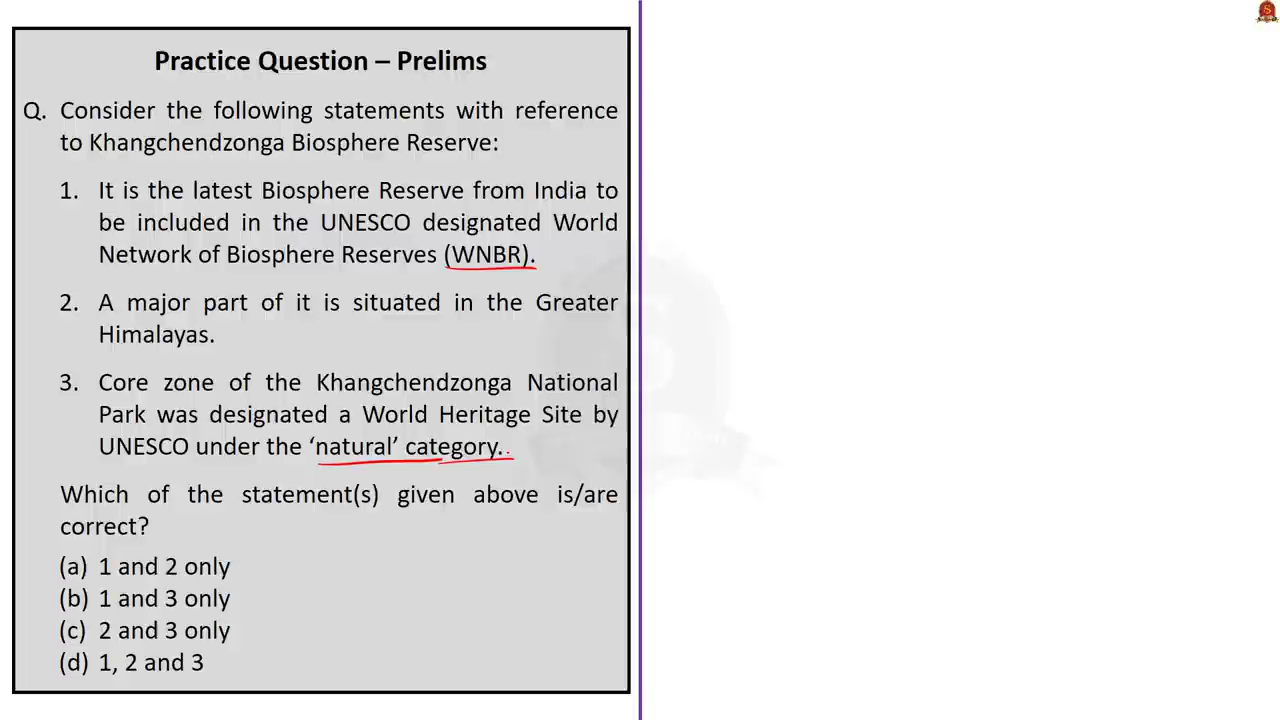 Practice Question – Prelims
Q. Consider the following statements with reference
to Khangchendzonga Biosphere Reserve:
1. It is the latest Biosphere Reserve from India to
be included in the UNESCO designated World
Network of Biosphere Reserves (WNBR).
2. A major part of it is situated in the Greater
Himalayas.
3. Core zone of the Khangchendzonga National
Park was designated a World Heritage Site by
UNESCO under the ‘natural’ category.
Which of the statement(s) given above is/are
correct?
(a) 1 and 2 only
(b) 1 and 3 only
(c) 2 and 3 only
(d) 1, 2 and 3